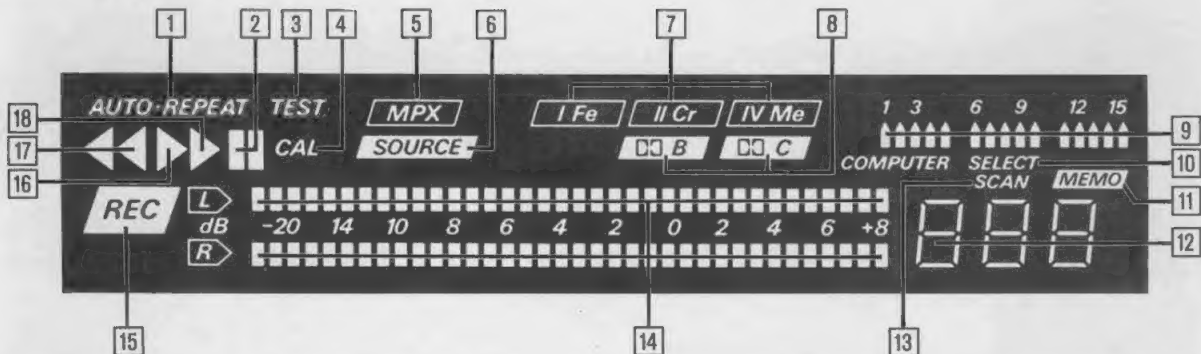 1 2 3 4 5 6 7 8
AUTO·REPEAT TEST MPX I Fe II Cr IV Me 1 3 6 9 12 15
18 9
17 CAL SOURCE B C COMPUTER SELECT 10
16 SCAN MEMO 11
REC L
dB -20 14 10 8 6 4 2 0 2 4 6 +8 888 12
R
15 14 13